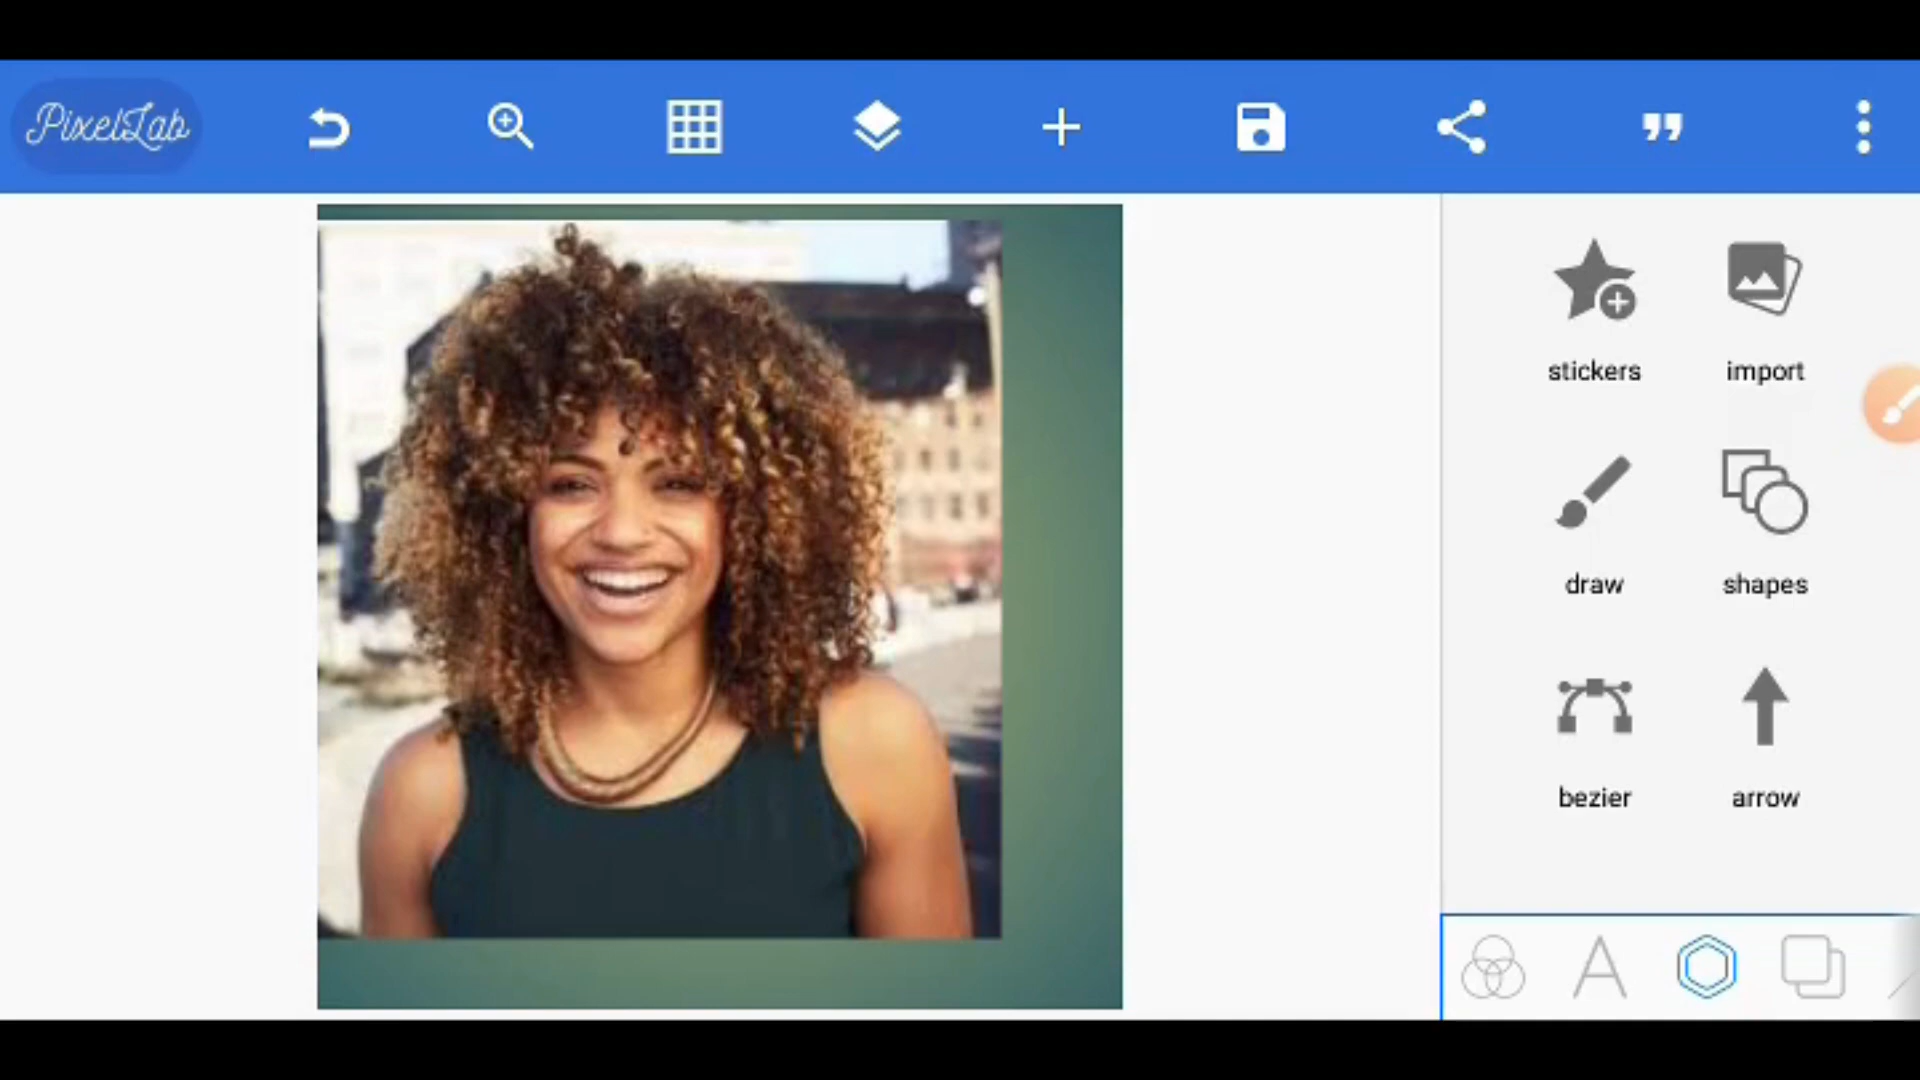 PixelLab
stickers
import
draw
shapes
bezier
arrow